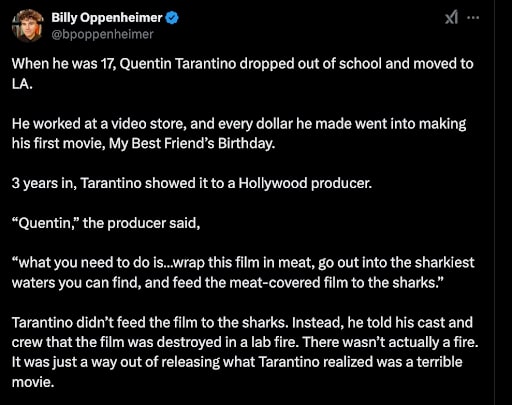 Billy Oppenheimer
@bpoppenheimer
When he was 17, Quentin Tarantino dropped out of school and moved to
LA.
He worked at a video store, and every dollar he made went into making
his first movie, My Best Friend’s Birthday.
3 years in, Tarantino showed it to a Hollywood producer.
“Quentin,” the producer said,
“what you need to do is...wrap this film in meat, go out into the sharkiest
waters you can find, and feed the meat-covered film to the sharks.”
Tarantino didn’t feed the film to the sharks. Instead, he told his cast and
crew that the film was destroyed in a lab fire. There wasn’t actually a fire.
It was just a way out of releasing what Tarantino realized was a terrible
movie.